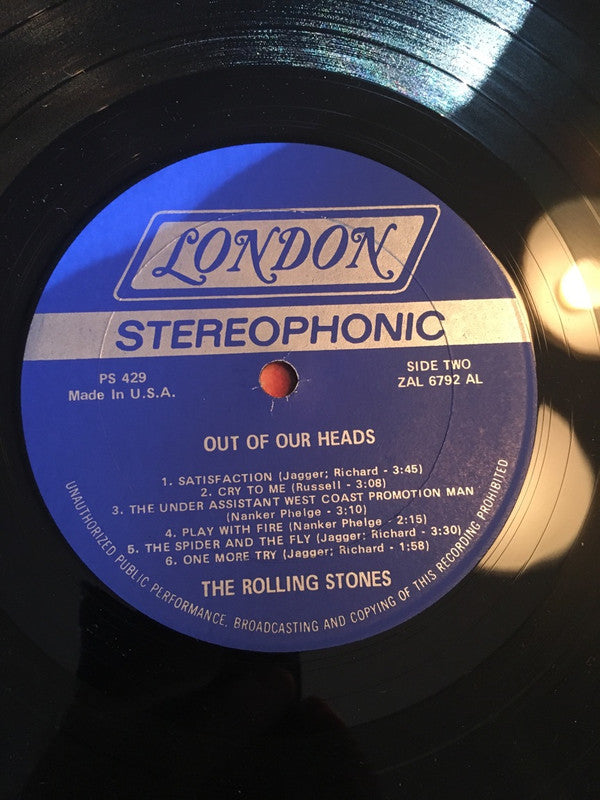 LONDON
STEREOPHONIC
PS 429
Made In U.S.A.
SIDE TWO
ZAL 6792 AL
OUT OF OUR HEADS
1. SATISFACTION (Jagger; Richard - 3:45)
2. CRY TO ME (Russell - 3:08)
3. THE UNDER ASSISTANT WEST COAST PROMOTION MAN
(Nanker Phelge - 3:10)
4. PLAY WITH FIRE (Nanker Phelge - 2:15)
5. THE SPIDER AND THE FLY (Jagger; Richard - 3:30)
6. ONE MORE TRY (Jagger; Richard - 1:58)
THE ROLLING STONES
UNAUTHORIZED PUBLIC PERFORMANCE, BROADCASTING AND COPYING OF THIS RECORDING PROHIBITED